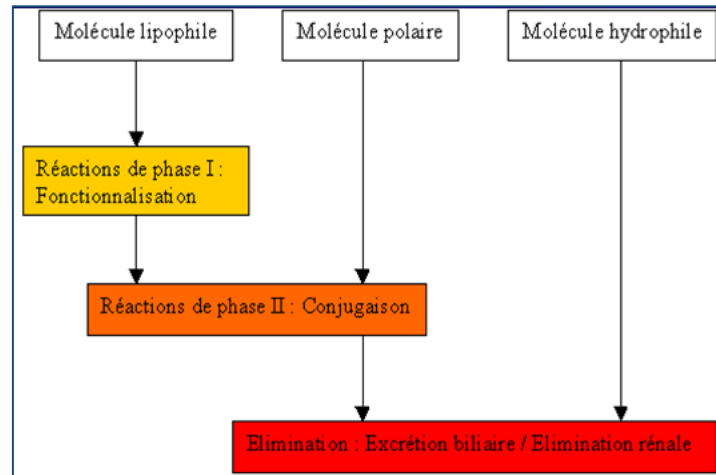 Molécule lipophile
Molécule polaire
Molécule hydrophile
Réactions de phase I :
Fonctionnalisation
Réactions de phase II : Conjugaison
Elimination : Excrétion biliaire / Elimination rénale